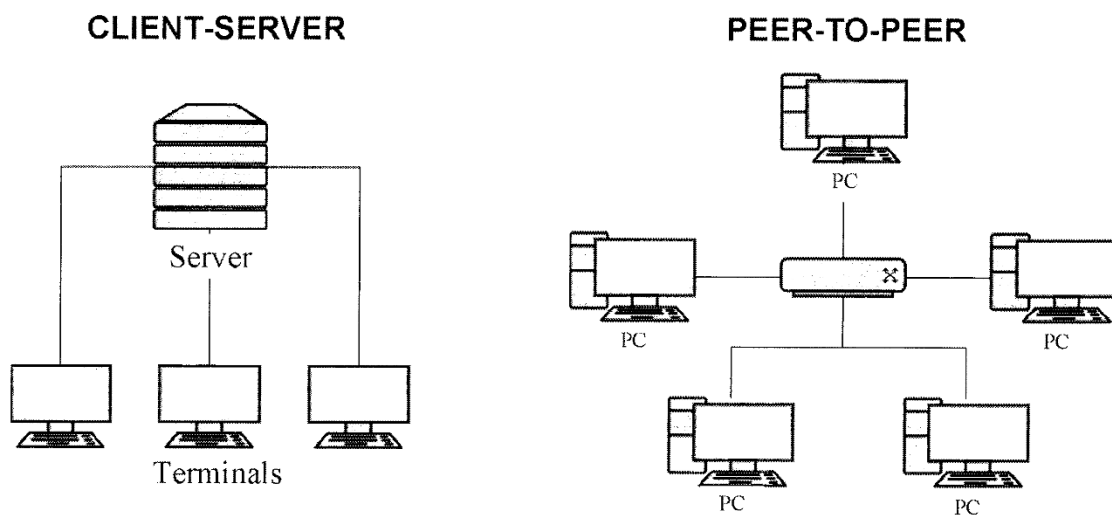 CLIENT-SERVER
Server
Terminals
PEER-TO-PEER
PC
PC
PC
PC
PC